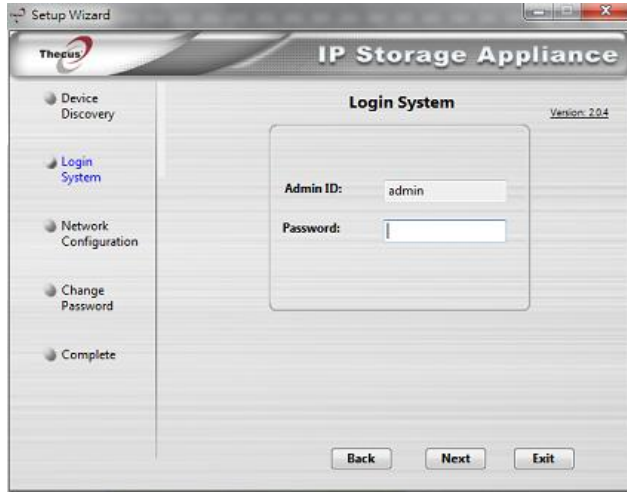 Setup Wizard
Thecus
IP Storage Appliance
Device
Discovery
Login
System
Network
Configuration
Change
Password
Complete
Login System
Version: 2.0.4
Admin ID:
admin
Password:
Back
Next
Exit